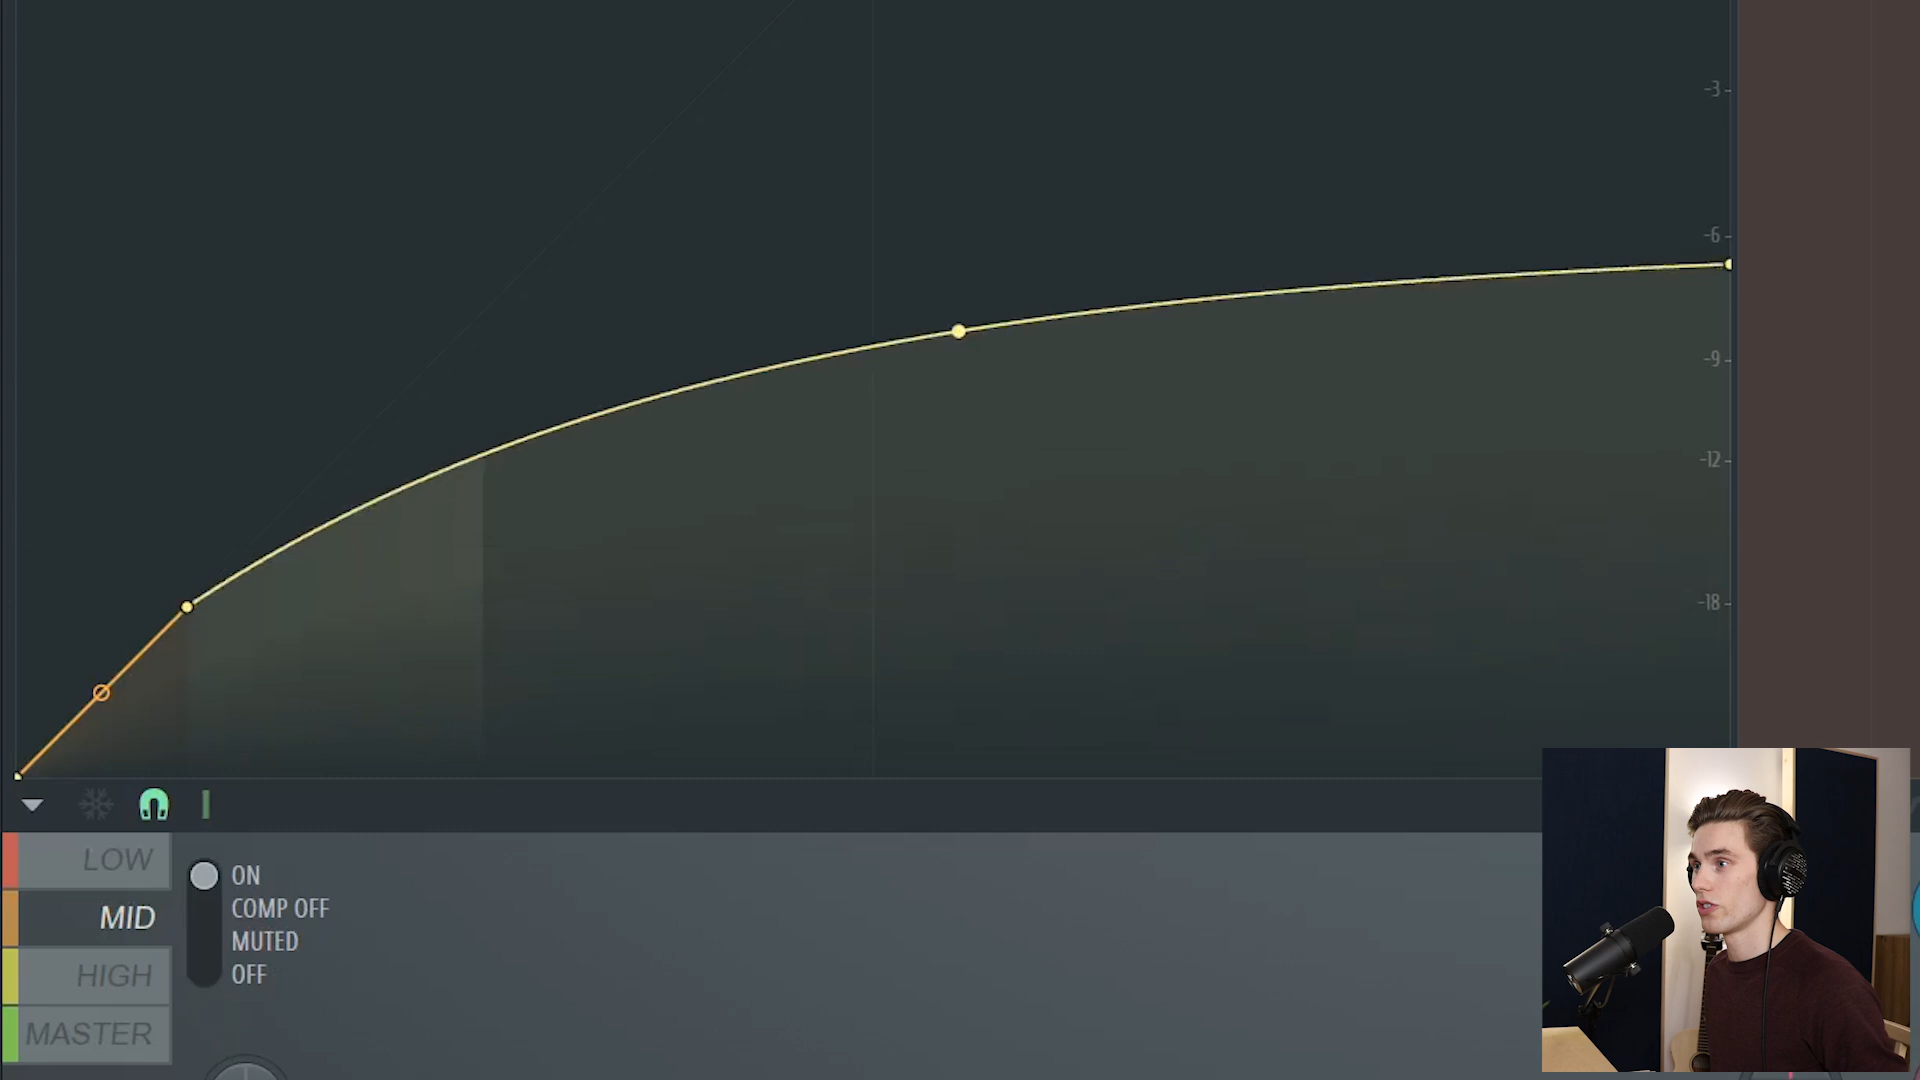 -3
-6
-9
-12
-18
LOW
MID
HIGH
MASTER
ON
COMP OFF
MUTED
OFF